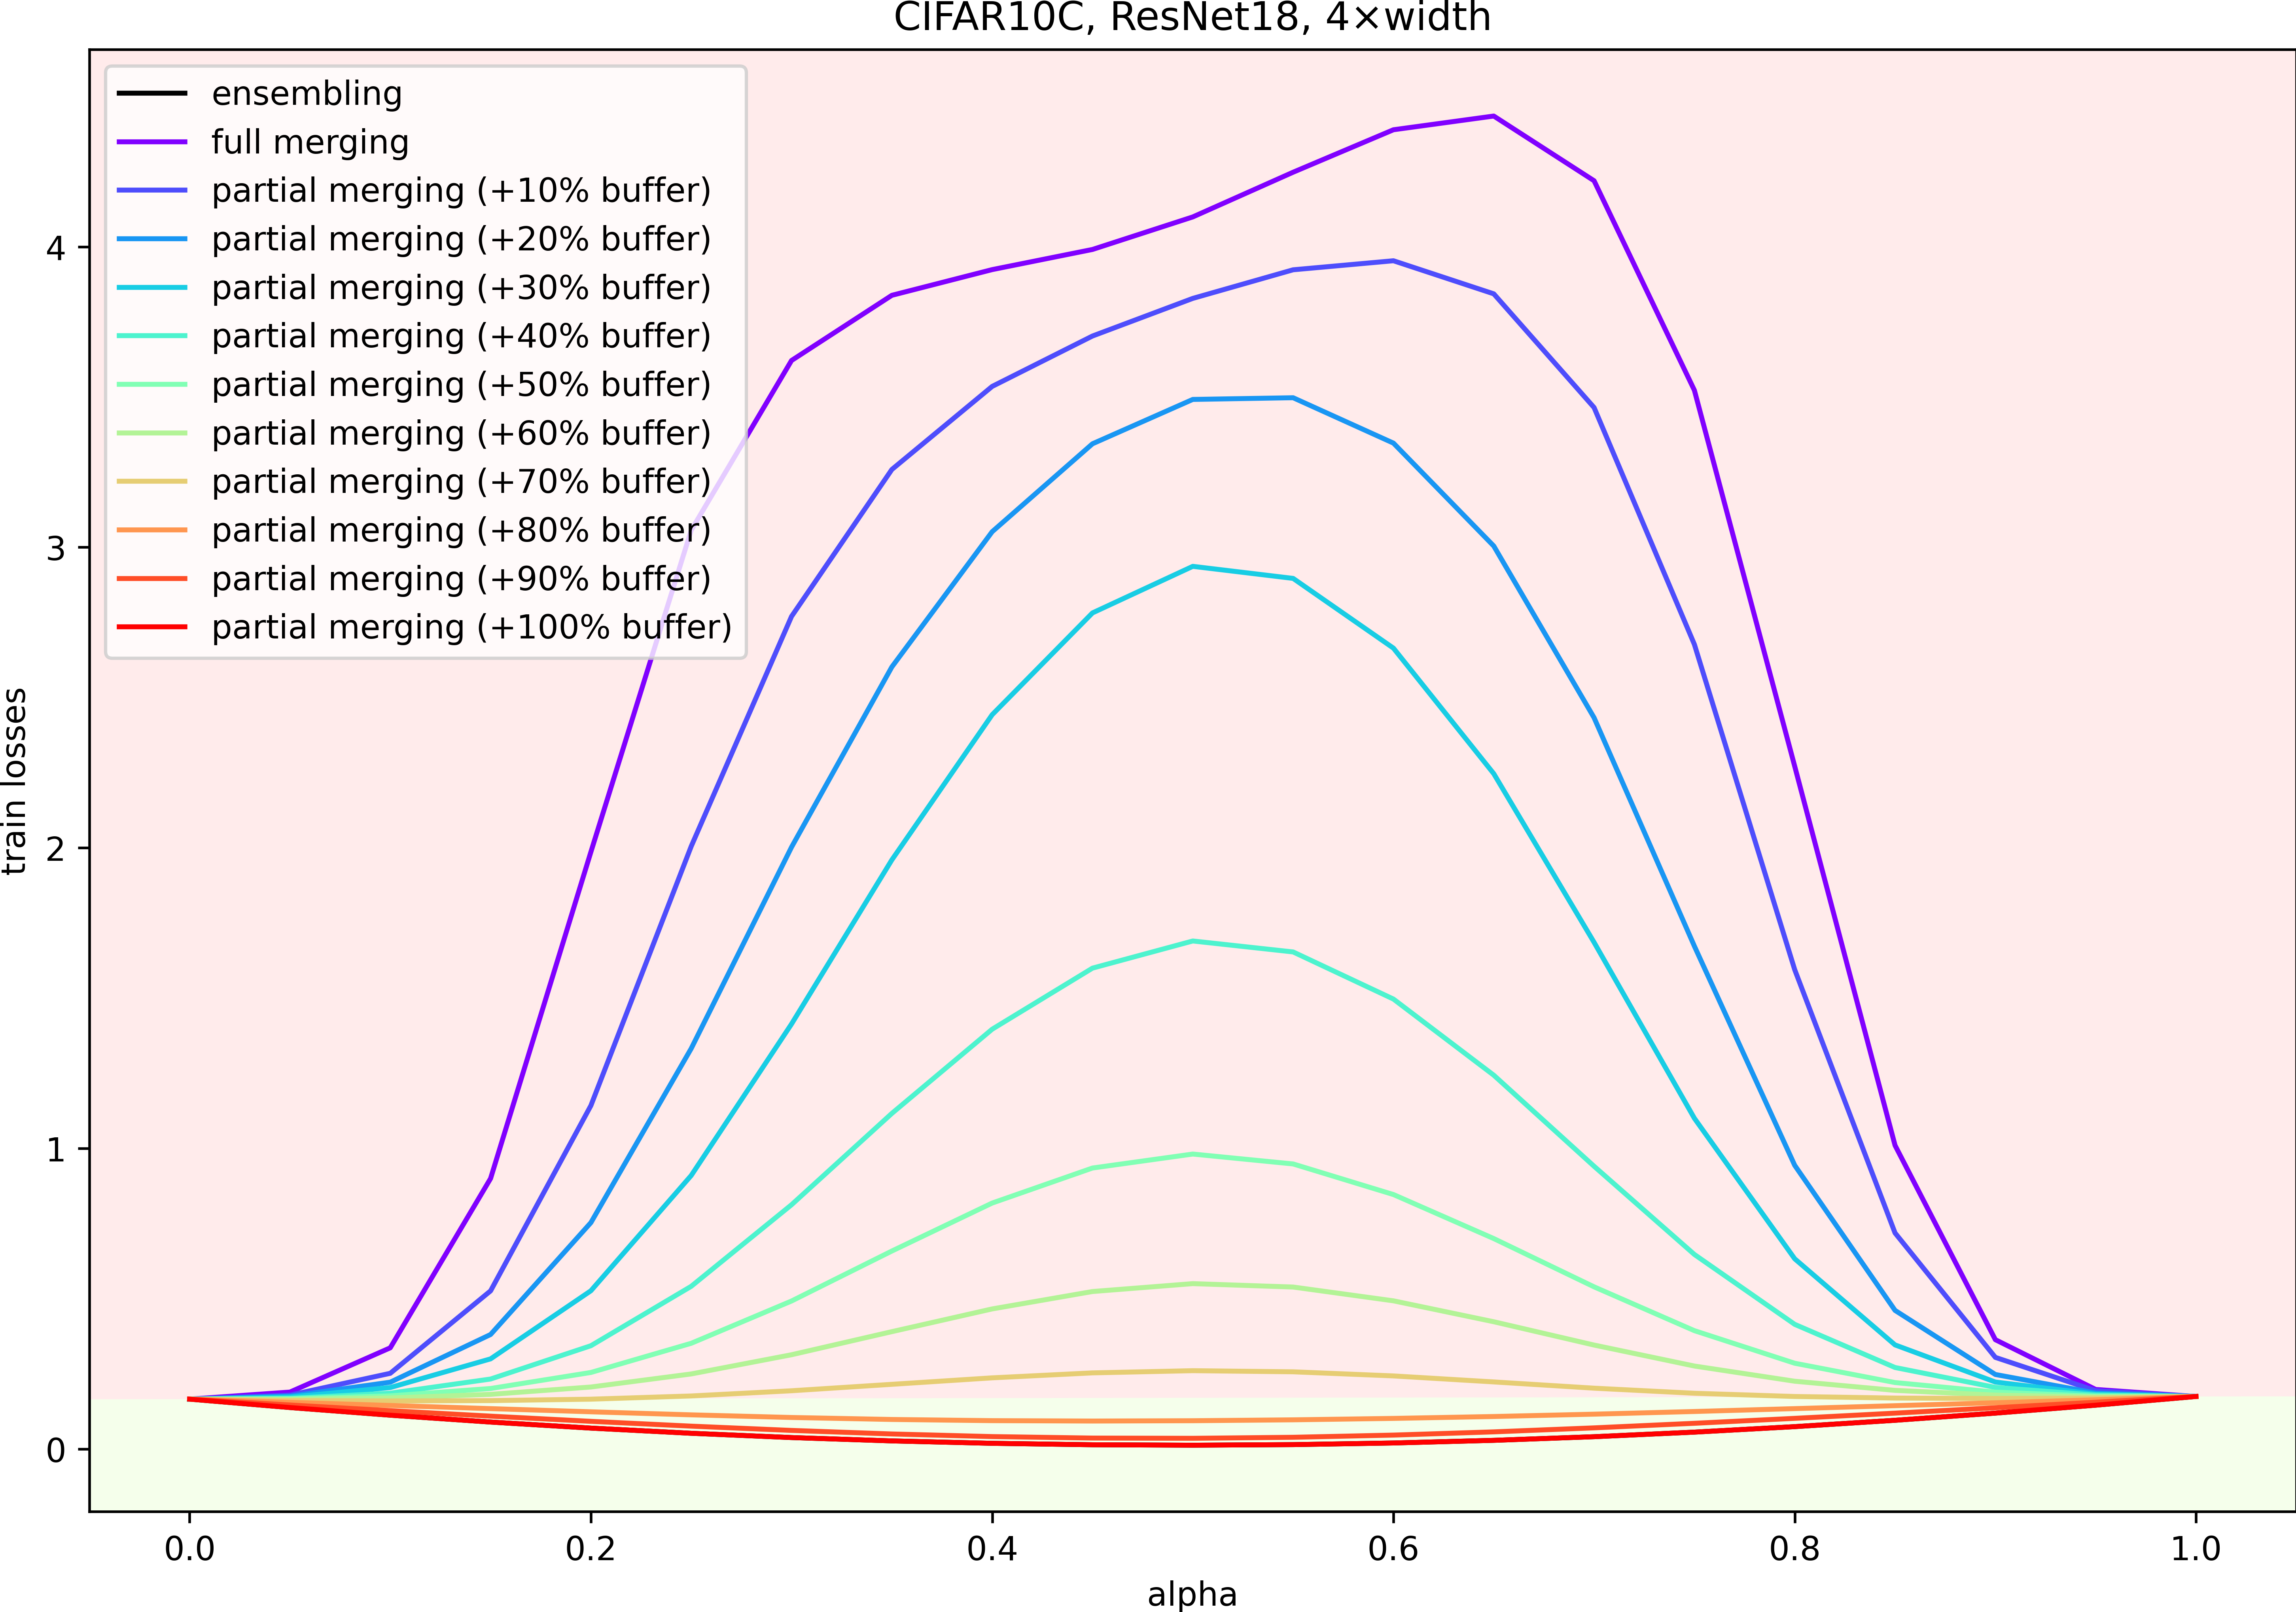 CIFAR10C, ResNet18, 4×width
ensembling
full merging
partial merging (+10% buffer)
partial merging (+20% buffer)
partial merging (+30% buffer)
partial merging (+40% buffer)
partial merging (+50% buffer)
partial merging (+60% buffer)
partial merging (+70% buffer)
partial merging (+80% buffer)
partial merging (+90% buffer)
partial merging (+100% buffer)
train losses
4
3
2
1
0
0.0 0.2 0.4 0.6 0.8 1.0
alpha